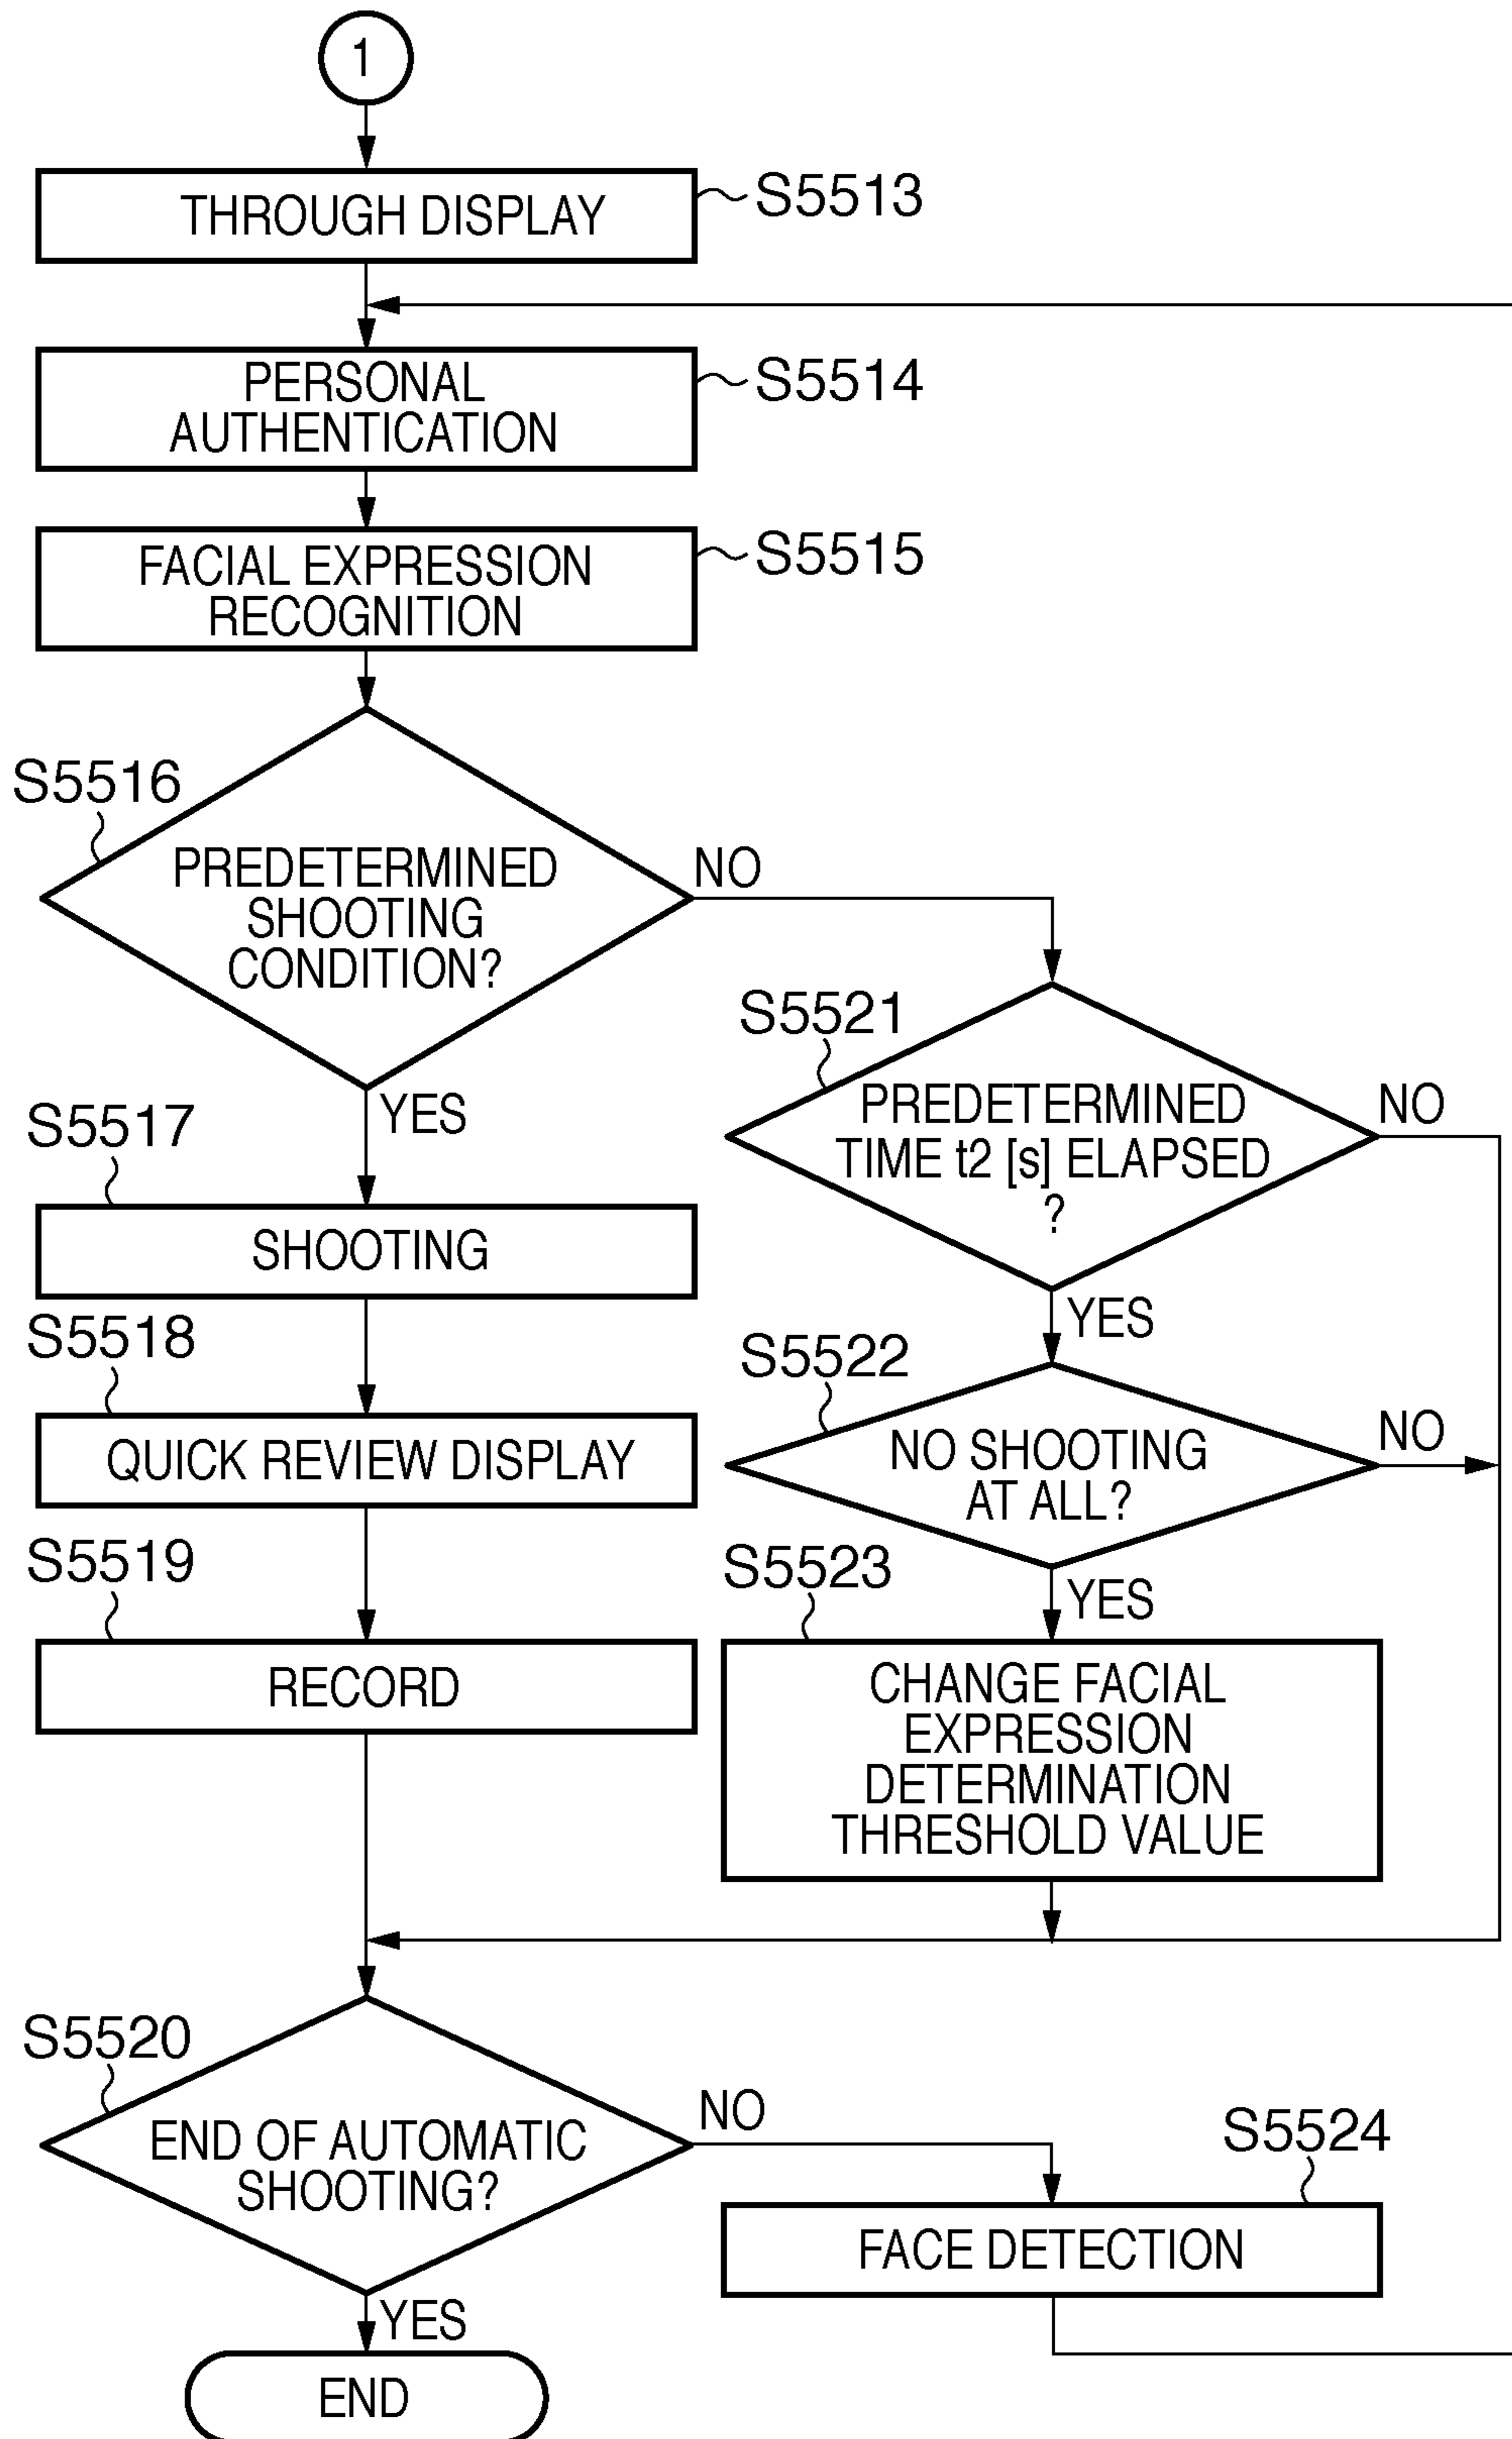 1
THROUGH DISPLAY
S5513
PERSONAL
AUTHENTICATION
S5514
FACIAL EXPRESSION
RECOGNITION
S5515
S5516
PREDETERMINED
SHOOTING
CONDITION?
NO
YES
S5521
PREDETERMINED
TIME t2 [s] ELAPSED
?
NO
YES
S5517
SHOOTING
S5518
QUICK REVIEW DISPLAY
S5522
NO SHOOTING
AT ALL?
NO
YES
S5519
RECORD
S5523
CHANGE FACIAL
EXPRESSION
DETERMINATION
THRESHOLD VALUE
S5520
END OF AUTOMATIC
SHOOTING?
NO
YES
S5524
FACE DETECTION
END